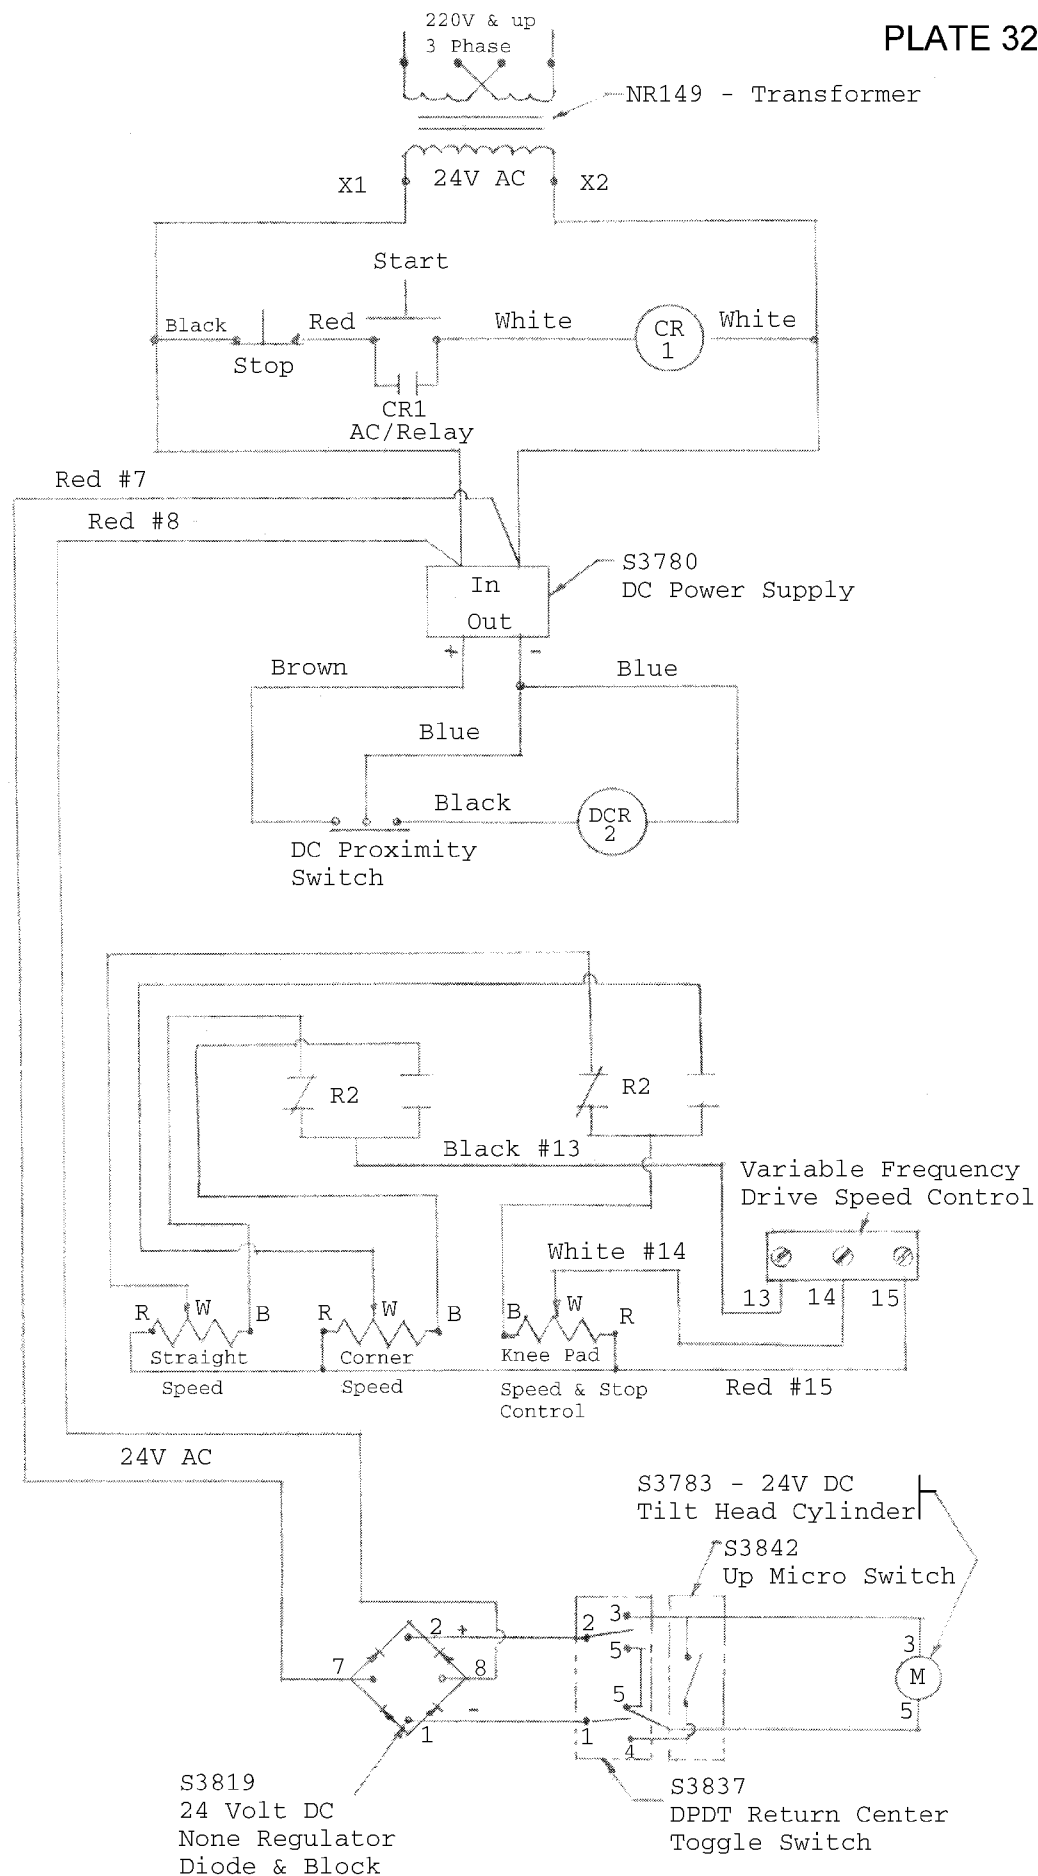 220V & up
3 Phase
PLATE 32
NR149 - Transformer
X1
24V AC
X2
Start
Black
Red
White
CR
1
White
Stop
CR1
AC/Relay
Red #7
Red #8
S3780
DC Power Supply
In
Out
+
-
Brown
Blue
Blue
Black
DCR
2
DC Proximity
Switch
R2
R2
Black #13
Variable Frequency
Drive Speed Control
White #14
13
14
15
R
W
B
R
W
B
B
W
R
Straight
Speed
Corner
Speed
Knee Pad
Speed & Stop
Control
Red #15
24V AC
S3783 - 24V DC
Tilt Head Cylinder
S3842
Up Micro Switch
2
+
2
3
3
7
8
5
M
5
5
-
1
1
4
S3819
24 Volt DC
None Regulator
Diode & Block
S3837
DPDT Return Center
Toggle Switch